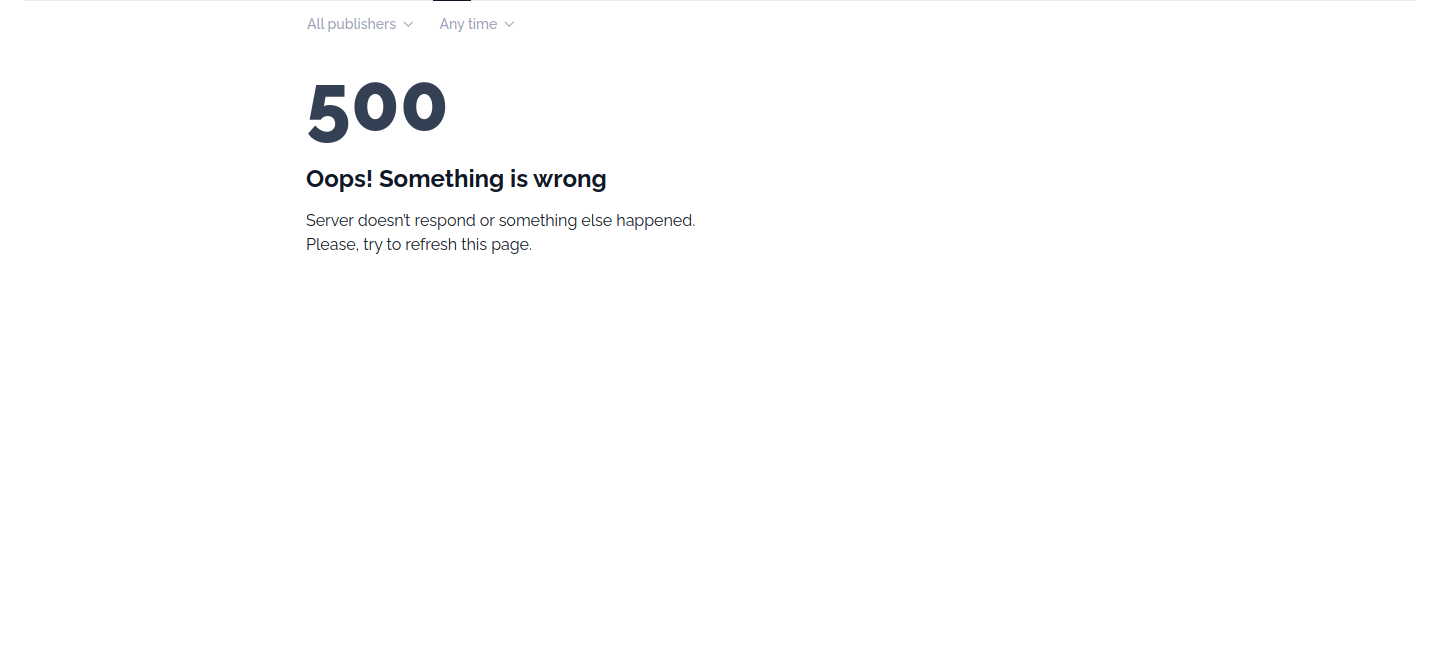 All publishers Any time
500
Oops! Something is wrong
Server doesn't respond or something else happened.
Please, try to refresh this page.